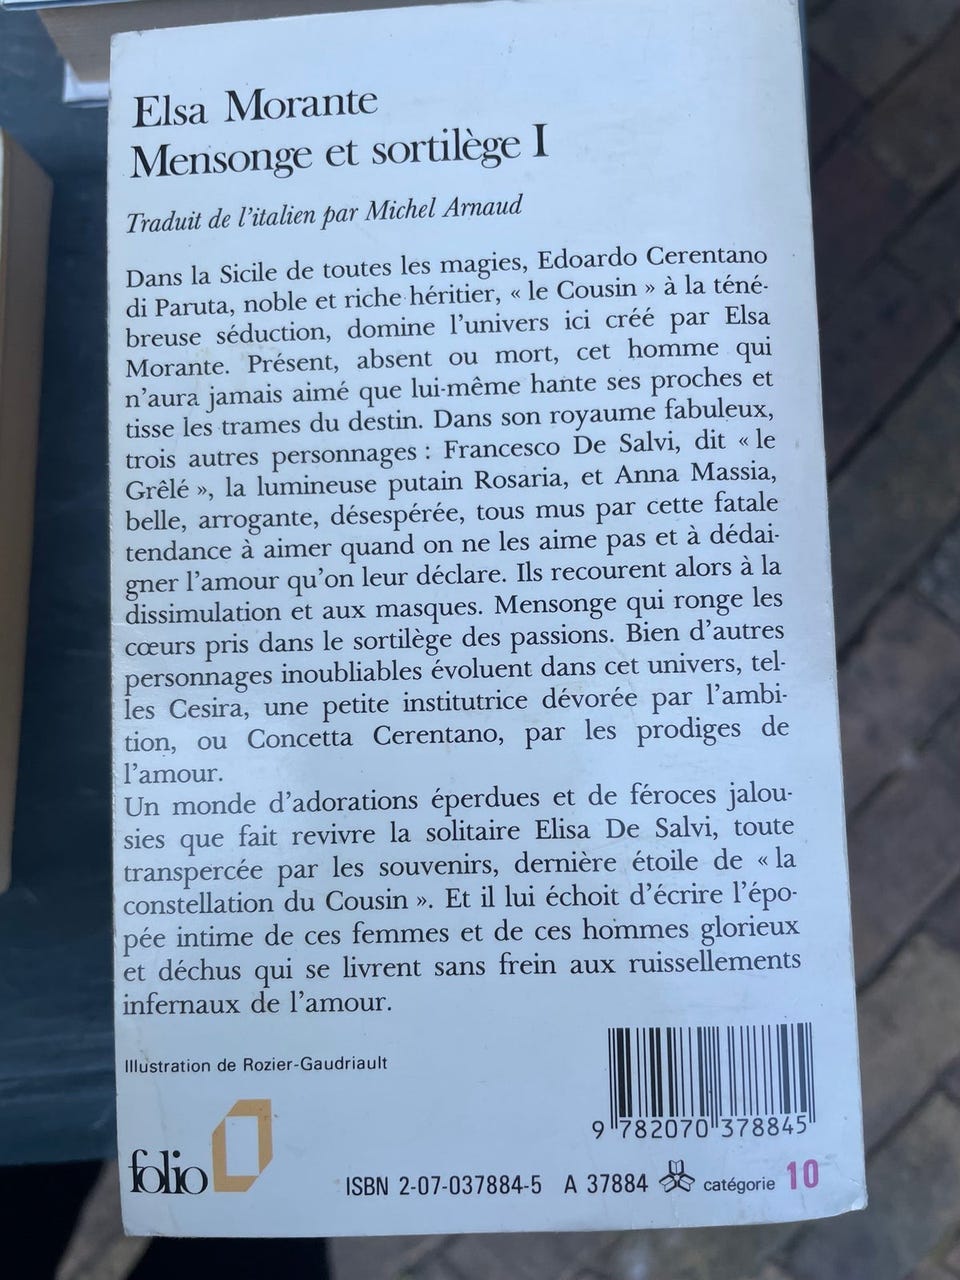 Elsa Morante
Mensonge et sortilège I
Traduit de l'italien par Michel Arnaud
Dans la Sicile de toutes les magies, Edoardo Cerentano
di Paruta, noble et riche héritier, « le Cousin » à la téné-
breuse séduction, domine l'univers ici créé par Elsa
Morante. Présent, absent ou mort, cet homme qui
n'aura jamais aimé que lui-même hante ses proches et
tisse les trames du destin. Dans son royaume fabuleux,
trois autres personnages : Francesco De Salvi, dit « le
Grêlé », la lumineuse putain Rosaria, et Anna Massia,
belle, arrogante, désespérée, tous mus par cette fatale
tendance à aimer quand on ne les aime pas et à dédai-
gner l'amour qu'on leur déclare. Ils recourent alors à la
dissimulation et aux masques. Mensonge qui ronge les
cœurs pris dans le sortilège des passions. Bien d'autres
personnages inoubliables évoluent dans cet univers, tel-
les Cesira, une petite institutrice dévorée par l'ambi-
tion, ou Concetta Cerentano, par les prodiges de
l'amour.
Un monde d'adorations éperdues et de féroces jalou-
sies que fait revivre la solitaire Elisa De Salvi, toute
transpercée par les souvenirs, dernière étoile de « la
constellation du Cousin ». Et il lui échoit d'écrire l'épo-
pée intime de ces femmes et de ces hommes glorieux
et déchus qui se livrent sans frein aux ruissellements
infernaux de l'amour.
Illustration de Rozier-Gaudriault
9 782070 378845
folio
ISBN 2-07-037884-5 A 37884 catégorie 10